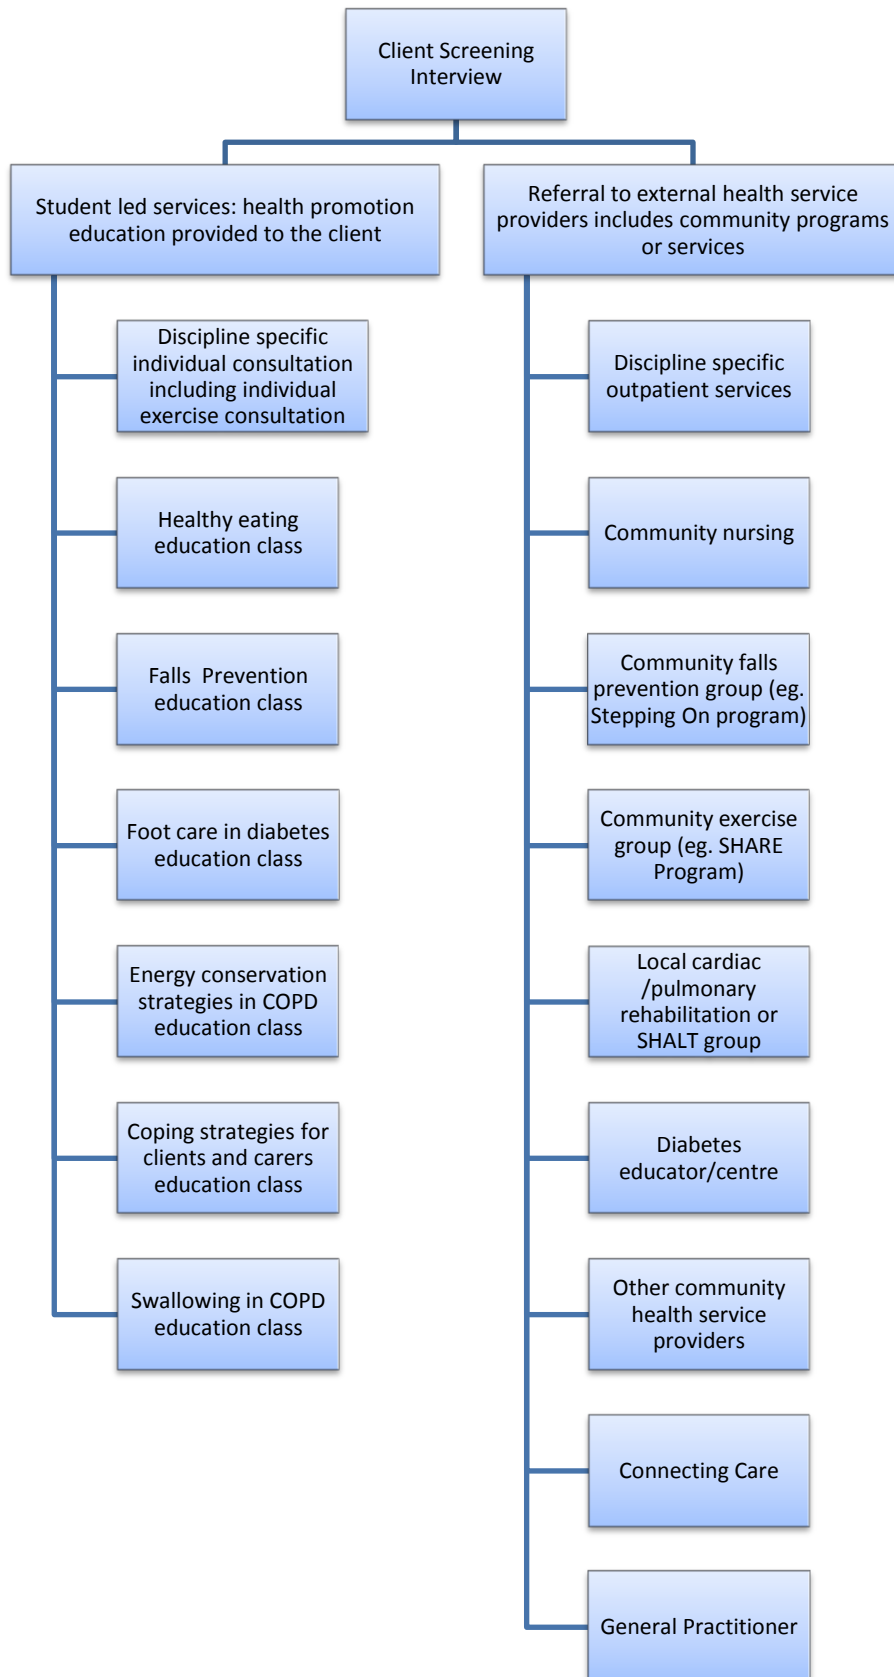 Client Screening
Interview
Student led services: health promotion
education provided to the client
Referral to external health service
providers includes community programs
or services
Discipline specific
individual consultation
including individual
exercise consultation
Healthy eating
education class
Falls  Prevention
education class
Foot care in diabetes
education class
Energy conservation
strategies in COPD
education class
Coping strategies for
clients and carers
education class
Swallowing in COPD
education class
Discipline specific
outpatient services
Community nursing
Community falls
prevention group (eg.
Stepping On program)
Community exercise
group (eg. SHARE
Program)
Local cardiac
/pulmonary
rehabilitation or
SHALT group
Diabetes
educator/centre
Other community
health service
providers
Connecting Care
General Practitioner